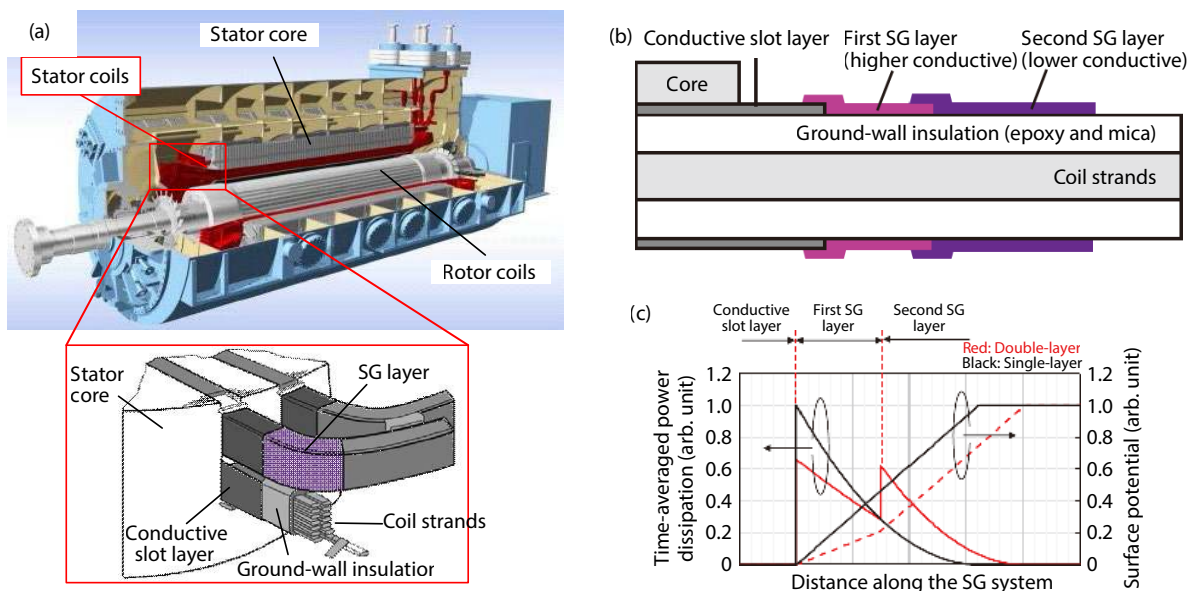 (a)
Stator core
Stator coils
Rotor coils
Stator
core
SG layer
Coil strands
Conductive
slot layer
Ground-wall insulatior
(b)
Conductive slot layer
First SG layer
(higher conductive)
Second SG layer
(lower conductive)
Core
Ground-wall insulation (epoxy and mica)
Coil strands
(c)
Conductive
slot layer
First SG
layer
Second SG
layer
Red: Double-layer
Black: Single-layer
Time-averaged power
dissipation (arb. unit)
1.2
1.0
0.8
0.6
0.4
0.2
0
1.2
1.0
0.8
0.6
0.4
0.2
0
Surface potential (arb. unit)
Distance along the SG system